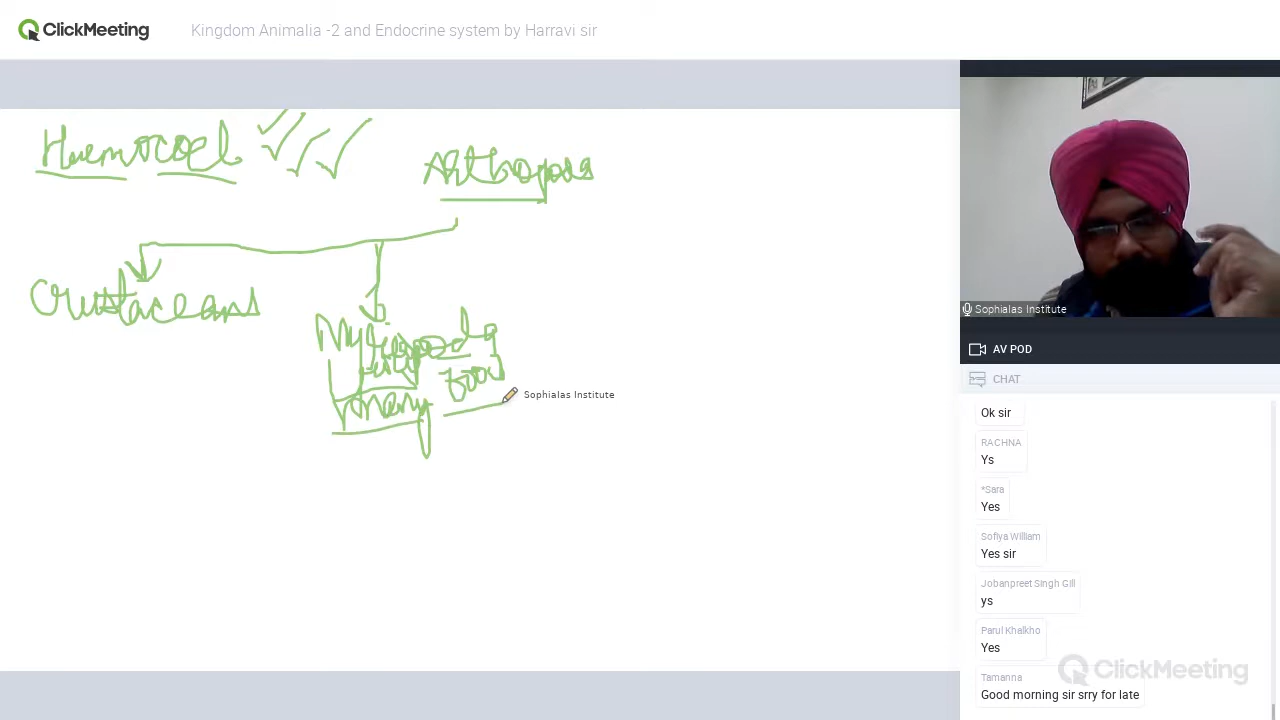 ClickMeeting
Kingdom Animalia -2 and Endocrine system by Harravi sir
Haemocoel
Arthropods
Crustaceans
many
foot
Sophialas Institute
Sophialas Institute
AV POD
CHAT
Ok sir
RACHNA
Ys
*Sara
Yes
Sofiya William
Yes sir
Jobanpreet Singh Gill
ys
Parul Khalkho
Yes
Tamanna
Good morning sir srry for late
ClickMeeting